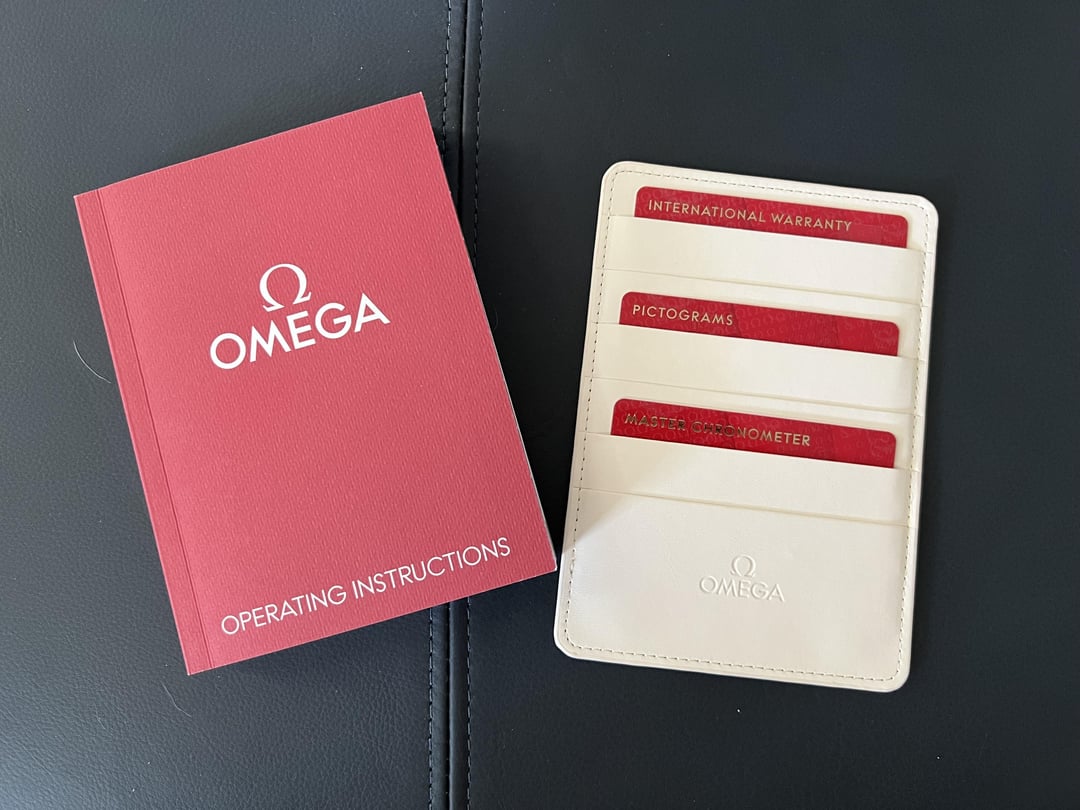 Ω
OMEGA
OPERATING INSTRUCTIONS
INTERNATIONAL WARRANTY
PICTOGRAMS
MASTER CHRONOMETER
Ω
OMEGA